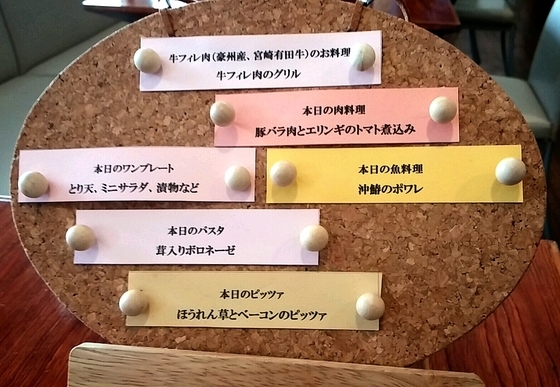 牛フィレ肉(豪州産、宮崎有田牛)のお料理
牛フィレ肉のグリル
本日の肉料理
豚バラ肉とエリンギのトマト煮込み
本日のワンプレート
とり天、ミニサラダ、漬物など
本日の魚料理
沖鰆のポワレ
本日のパスタ
茸入りボロネーゼ
本日のピッツァ
ほうれん草とベーコンのピッツァ